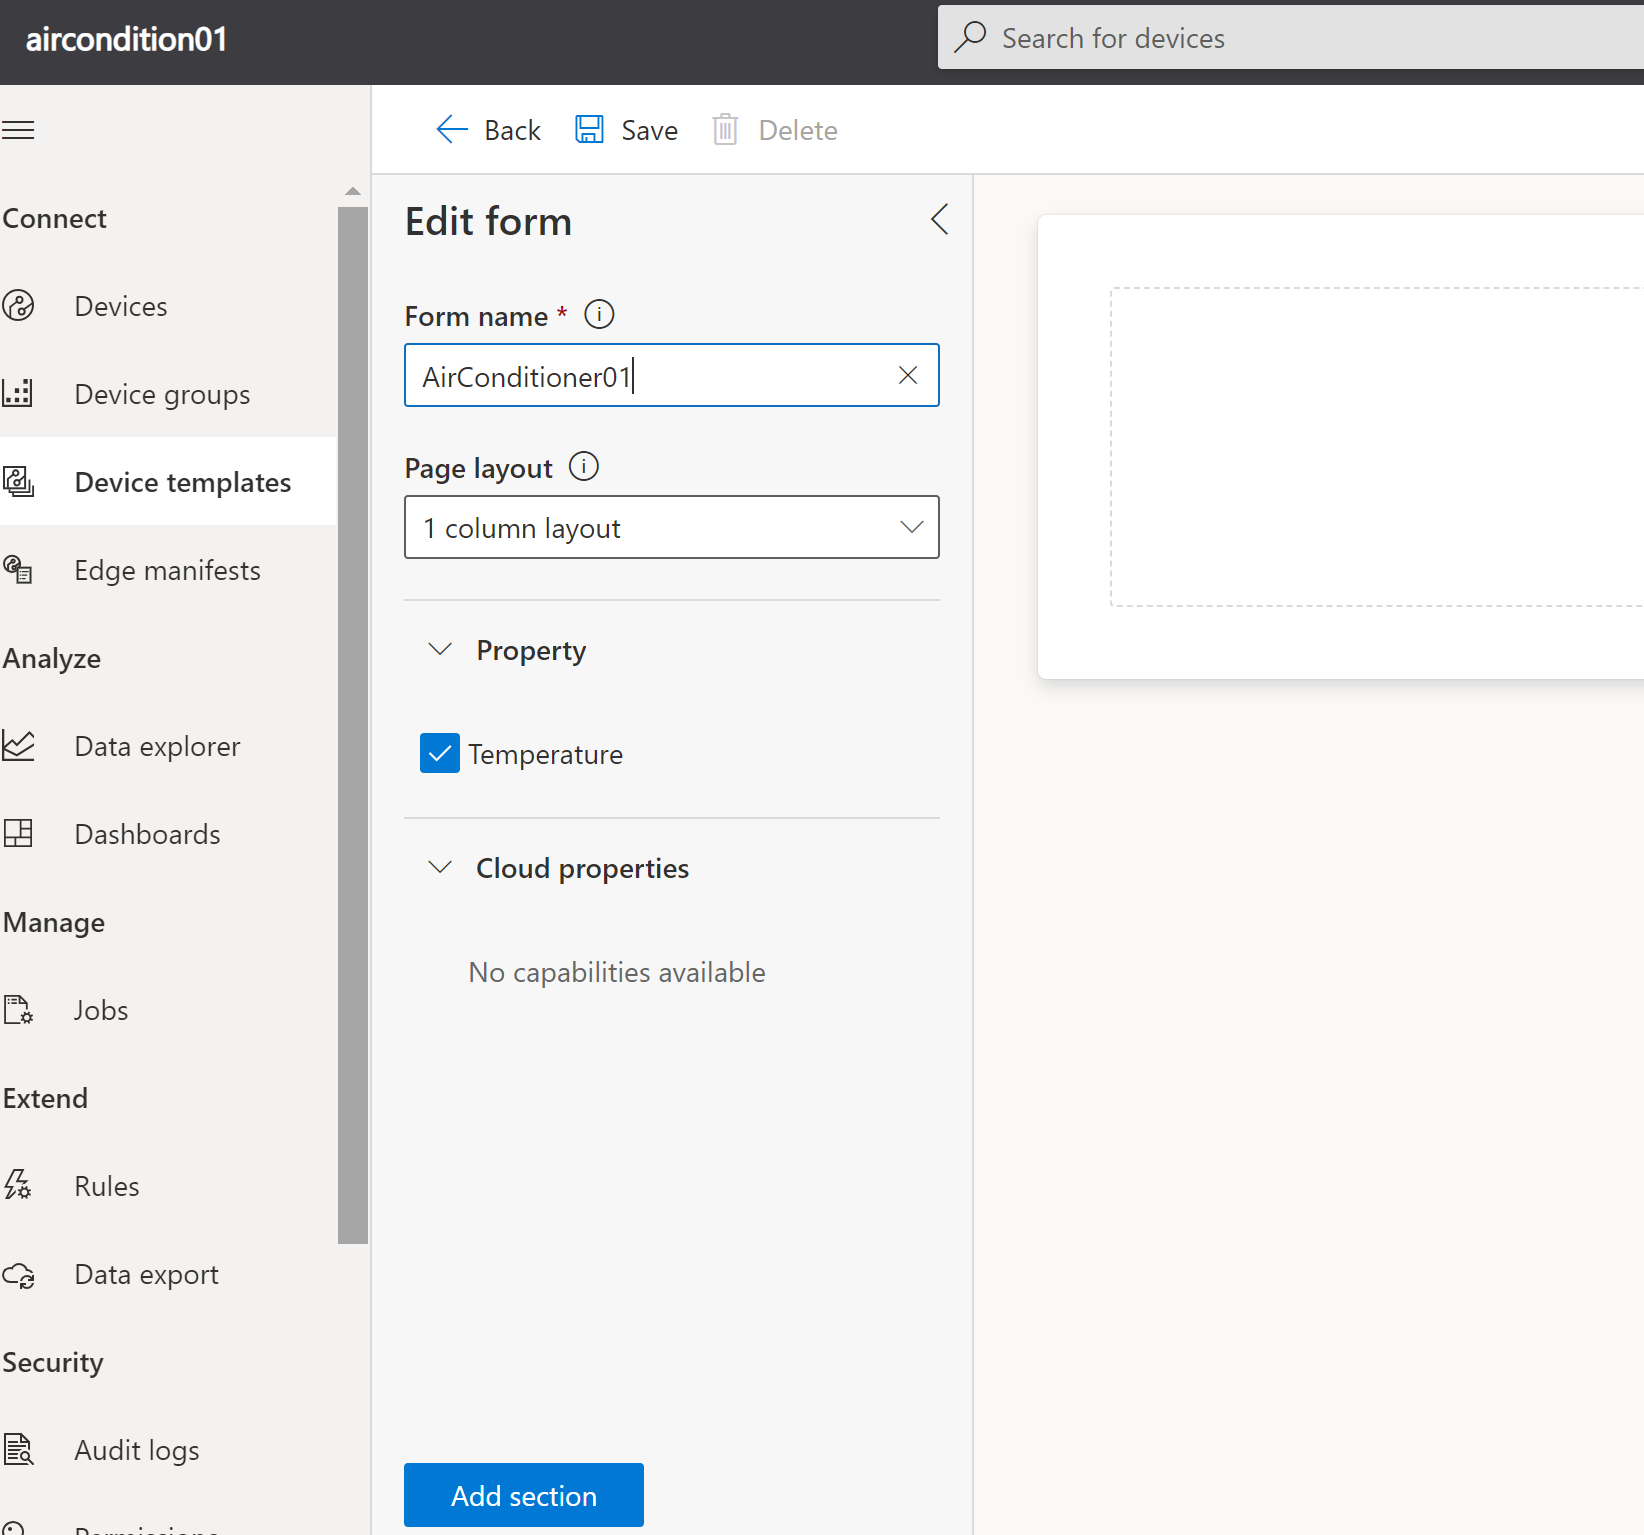 aircondition01
Search for devices
Back Save Delete
Connect
Devices
Device groups
Device templates
Edge manifests
Analyze
Data explorer
Dashboards
Manage
Jobs
Extend
Rules
Data export
Security
Audit logs
Permissions
Edit form
Form name *
AirConditioner01
Page layout
1 column layout
Property
Temperature
Cloud properties
No capabilities available
Add section